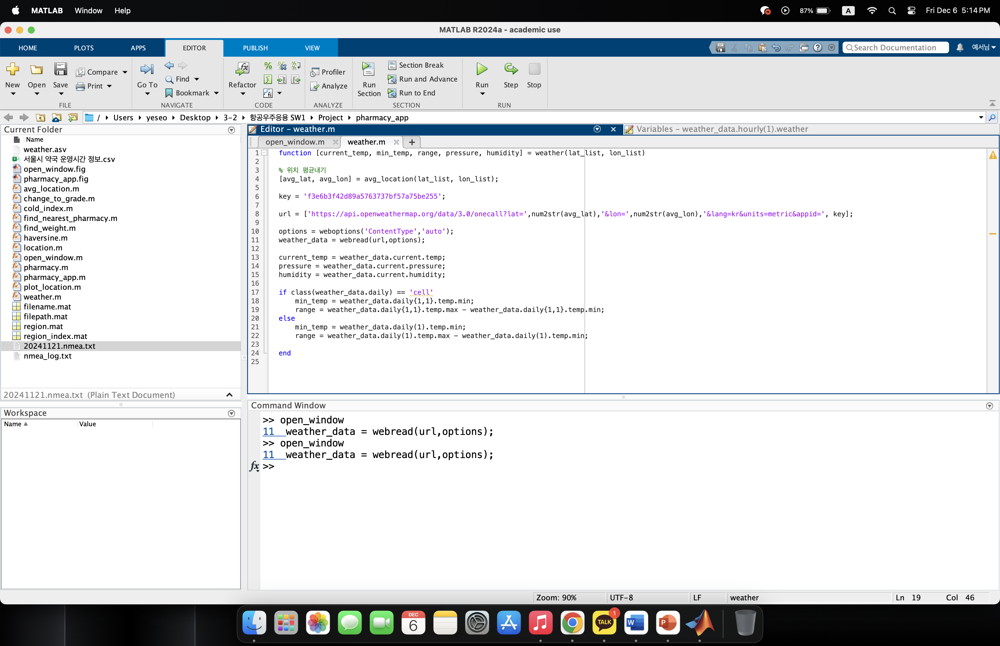 MATLAB Window Help
87% A Fri Dec 6 5:14 PM
MATLAB R2024a - academic use
HOME PLOTS APPS EDITOR PUBLISH VIEW
Search Documentation
예서님
New Open Save Compare Print
FILE
Go To Find Bookmark
NAVIGATE
Refactor
CODE
Profiler
Analyze
ANALYZE
Run Section
Section Break
Run and Advance
Run to End
SECTION
Run Step Stop
RUN
/ Users yeseo Desktop 3-2 항공우주응용 SW1 Project pharmacy_app
Current Folder
Name
weather.asv
서울시 약국 운영시간 정보.csv
open_window.fig
pharmacy_app.fig
avg_location.m
change_to_grade.m
cold_index.m
find_nearest_pharmacy.m
find_weight.m
haversine.m
location.m
open_window.m
pharmacy.m
pharmacy_app.m
plot_location.m
weather.m
filename.mat
filepath.mat
region.mat
region_index.mat
20241121.nmea.txt
nmea_log.txt
20241121.nmea.txt (Plain Text Document)
Workspace
Name Value
Editor - weather.m
Variables - weather_data.hourly(1).weather
open_window.m weather.m +
1 function [current_temp, min_temp, range, pressure, humidity] = weather(lat_list, lon_list)
2
3 % 위치 평균내기
4 [avg_lat, avg_lon] = avg_location(lat_list, lon_list);
5
6 key = 'f3e6b3f42d89a5763737bf57a75be255';
7
8 url = ['https://api.openweathermap.org/data/3.0/onecall?lat=',num2str(avg_lat),'&lon=',num2str(avg_lon),'&lang=kr&units=metric&appid=', key];
9
10 options = weboptions('ContentType','auto');
11 weather_data = webread(url,options);
12
13 current_temp = weather_data.current.temp;
14 pressure = weather_data.current.pressure;
15 humidity = weather_data.current.humidity;
16
17 if class(weather_data.daily) == 'cell'
18 min_temp = weather_data.daily{1,1}.temp.min;
19 range = weather_data.daily{1,1}.temp.max - weather_data.daily{1,1}.temp.min;
20 else
21 min_temp = weather_data.daily(1).temp.min;
22 range = weather_data.daily(1).temp.max - weather_data.daily(1).temp.min;
23
24 end
25
Command Window
>> open_window
11 weather_data = webread(url,options);
>> open_window
11 weather_data = webread(url,options);
fx >>
Zoom: 90% UTF-8 LF weather Ln 19 Col 46
DEC
6
TALK
1
W
P